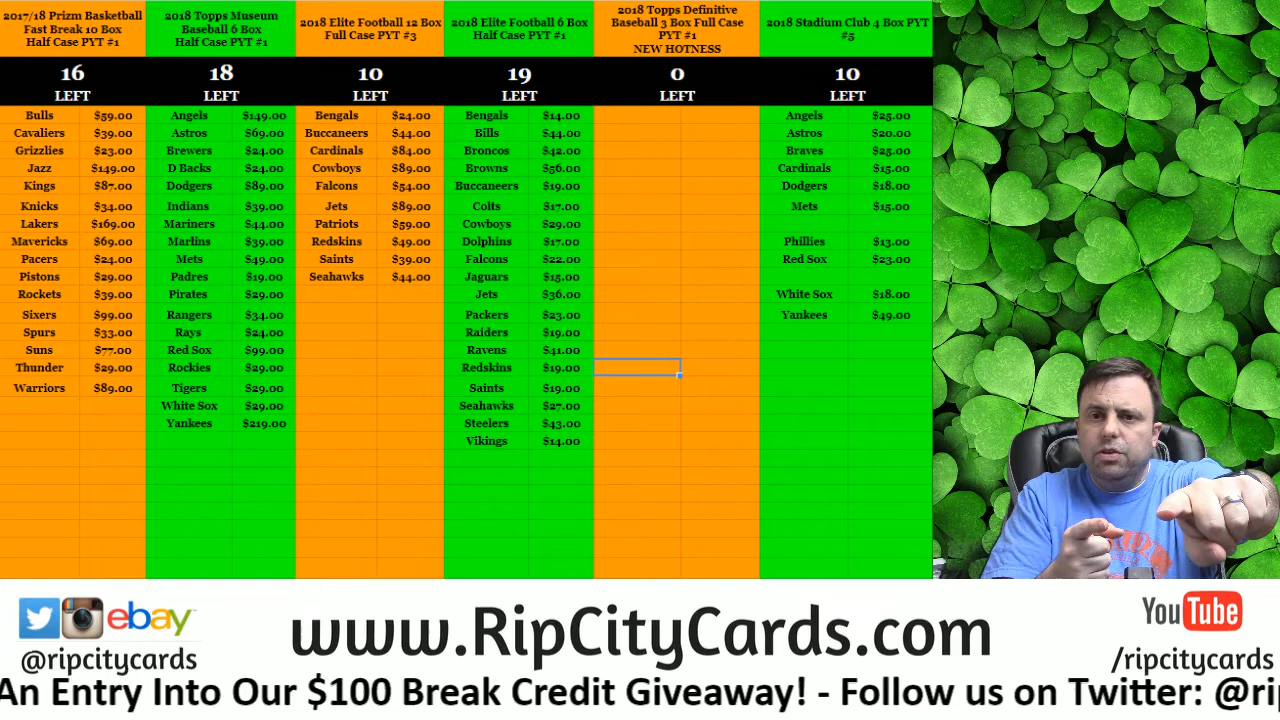 2017/18 Prizm Basketball
Fast Break 10 Box
Half Case PYT #1
16
LEFT
Bulls $59.00
Cavaliers $39.00
Grizzlies $23.00
Jazz $149.00
Kings $87.00
Knicks $34.00
Lakers $169.00
Mavericks $69.00
Pacers $24.00
Pistons $29.00
Rockets $39.00
Sixers $99.00
Spurs $33.00
Suns $77.00
Thunder $29.00
Warriors $89.00
2018 Topps Museum
Baseball 6 Box
Half Case PYT #1
18
LEFT
Angels $149.00
Astros $69.00
Brewers $24.00
D Backs $24.00
Dodgers $89.00
Indians $39.00
Mariners $44.00
Marlins $39.00
Mets $49.00
Padres $19.00
Pirates $29.00
Rangers $34.00
Rays $24.00
Red Sox $99.00
Rockies $29.00
Tigers $29.00
White Sox $29.00
Yankees $219.00
2018 Elite Football 12 Box
Full Case PYT #3
10
LEFT
Bengals $24.00
Buccaneers $44.00
Cardinals $84.00
Cowboys $89.00
Falcons $54.00
Jets $89.00
Patriots $59.00
Redskins $49.00
Saints $39.00
Seahawks $44.00
2018 Elite Football 6 Box
Half Case PYT #1
19
LEFT
Bengals $14.00
Bills $44.00
Broncos $42.00
Browns $56.00
Buccaneers $19.00
Colts $17.00
Cowboys $29.00
Dolphins $17.00
Falcons $22.00
Jaguars $15.00
Jets $36.00
Packers $23.00
Raiders $19.00
Ravens $41.00
Redskins $19.00
Saints $19.00
Seahawks $27.00
Steelers $43.00
Vikings $14.00
2018 Topps Definitive
Baseball 3 Box Full Case
PYT #1
NEW HOTNESS
0
LEFT
2018 Stadium Club 4 Box PYT
#5
10
LEFT
Angels $25.00
Astros $20.00
Braves $25.00
Cardinals $15.00
Dodgers $18.00
Mets $15.00
Phillies $13.00
Red Sox $23.00
White Sox $18.00
Yankees $49.00
ebay
@ripcitycards
www.RipCityCards.com
YouTube
/ripcitycards
An Entry Into Our $100 Break Credit Giveaway! - Follow us on Twitter: @rip